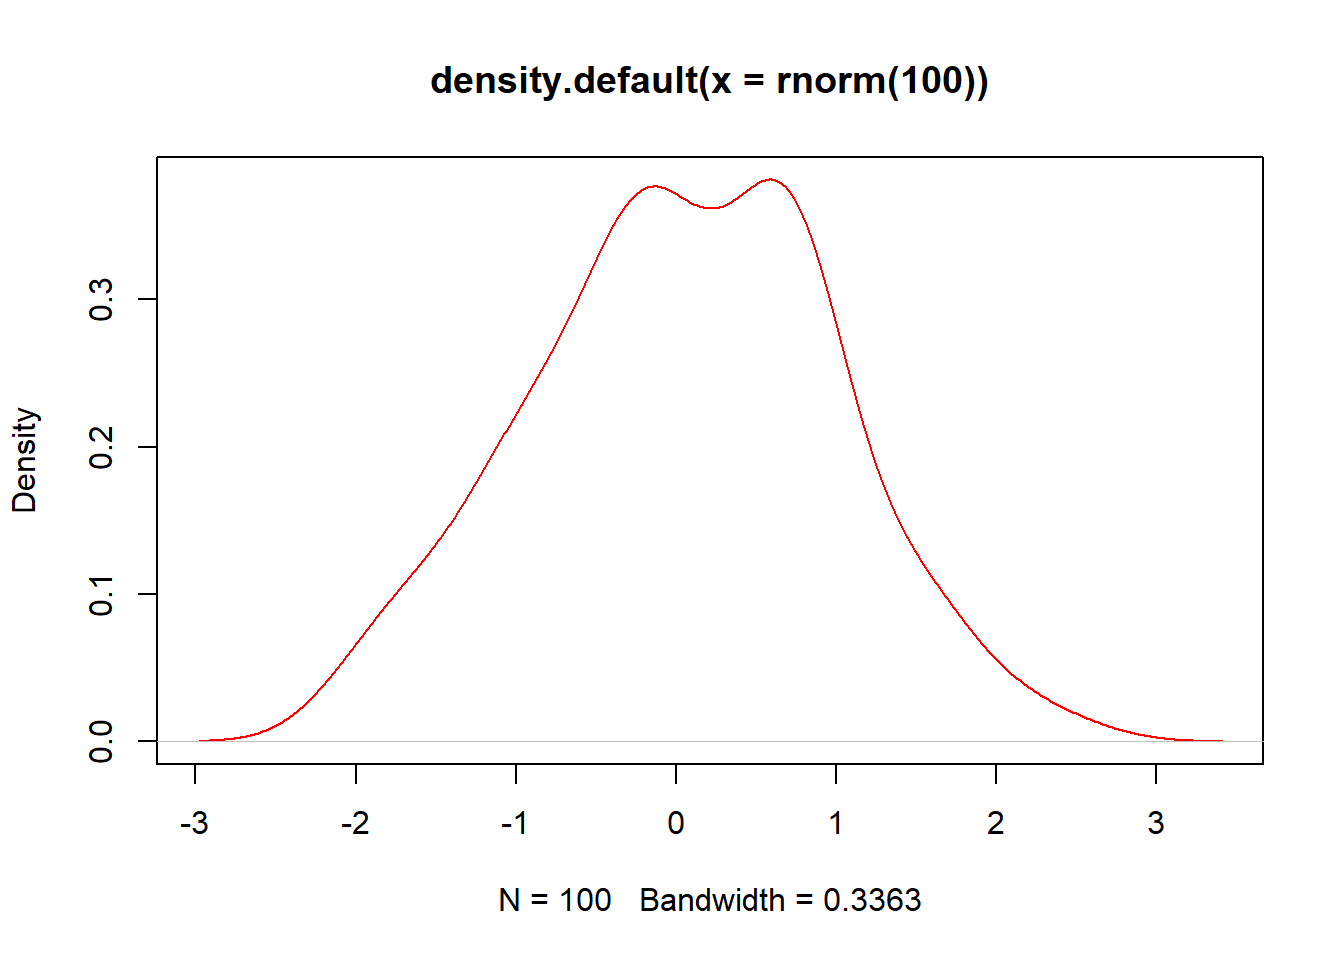 density.default(x = rnorm(100))
Density
0.3
0.2
0.1
0.0
-3 -2 -1 0 1 2 3
N = 100   Bandwidth = 0.3363